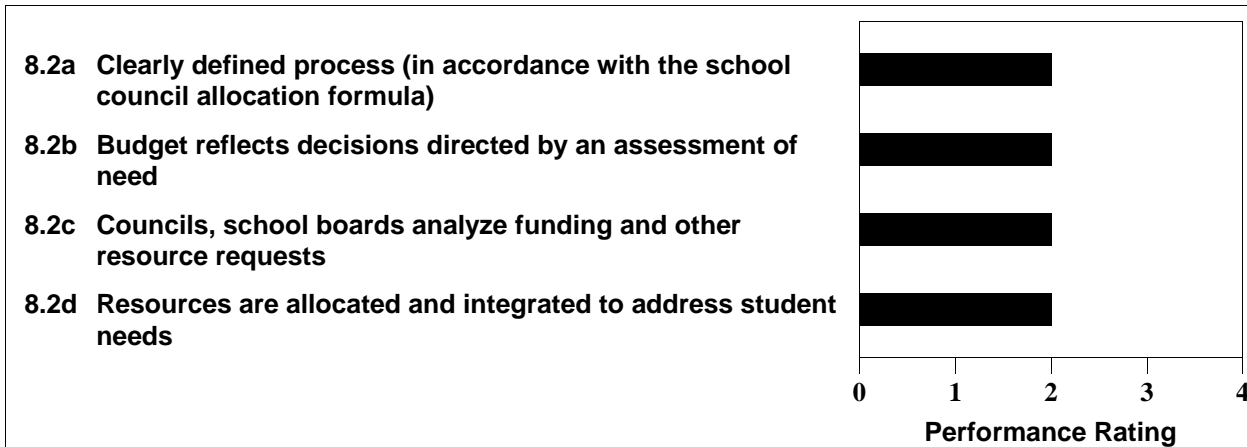 8.2a Clearly defined process (in accordance with the school
council allocation formula)
8.2b Budget reflects decisions directed by an assessment of
need
8.2c Councils, school boards analyze funding and other
resource requests
8.2d Resources are allocated and integrated to address student
needs
0 1 2 3 4
Performance Rating